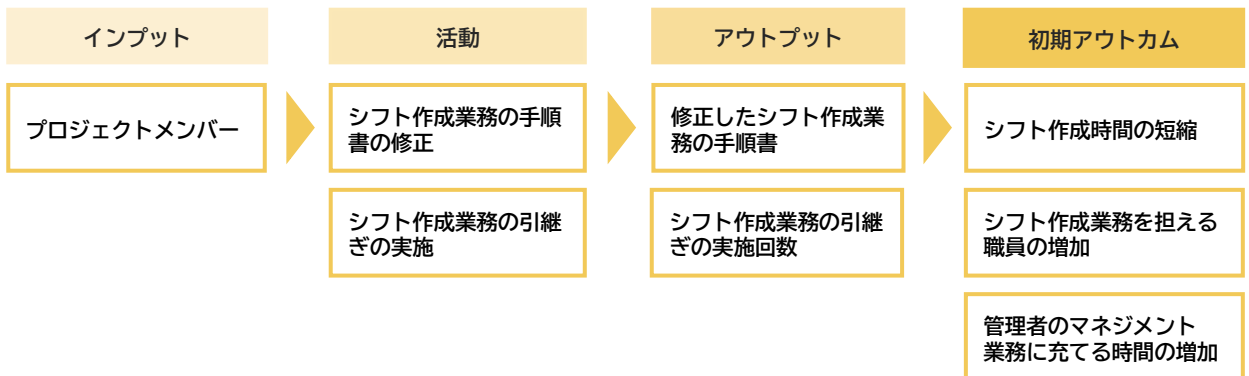 インプット
活動
アウトプット
初期アウトカム
プロジェクトメンバー
シフト作成業務の手順
書の修正
修正したシフト作成業
務の手順書
シフト作成時間の短縮
シフト作成業務の引継
ぎの実施
シフト作成業務の引継
ぎの実施回数
シフト作成業務を担える
職員の増加
管理者のマネジメント
業務に充てる時間の増加